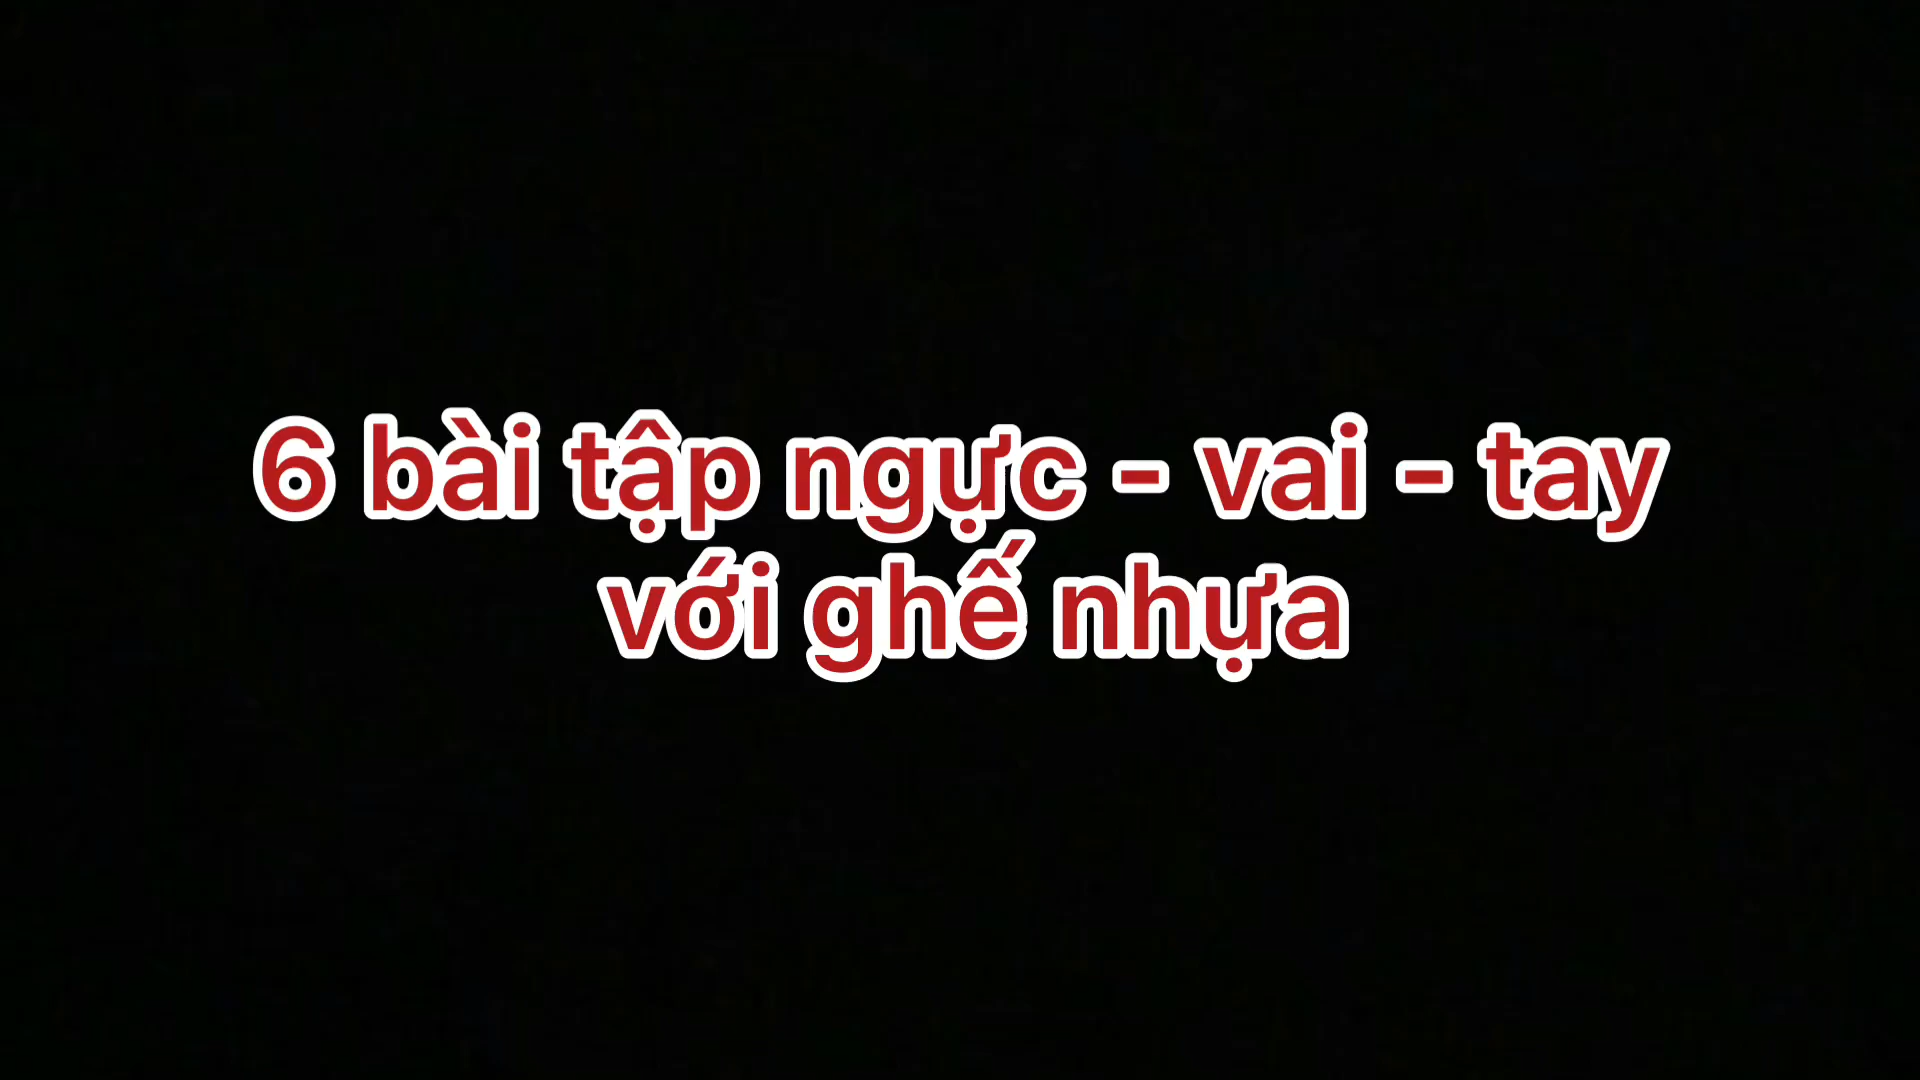 6 bài tập ngực - vai - tay
với ghế nhựa